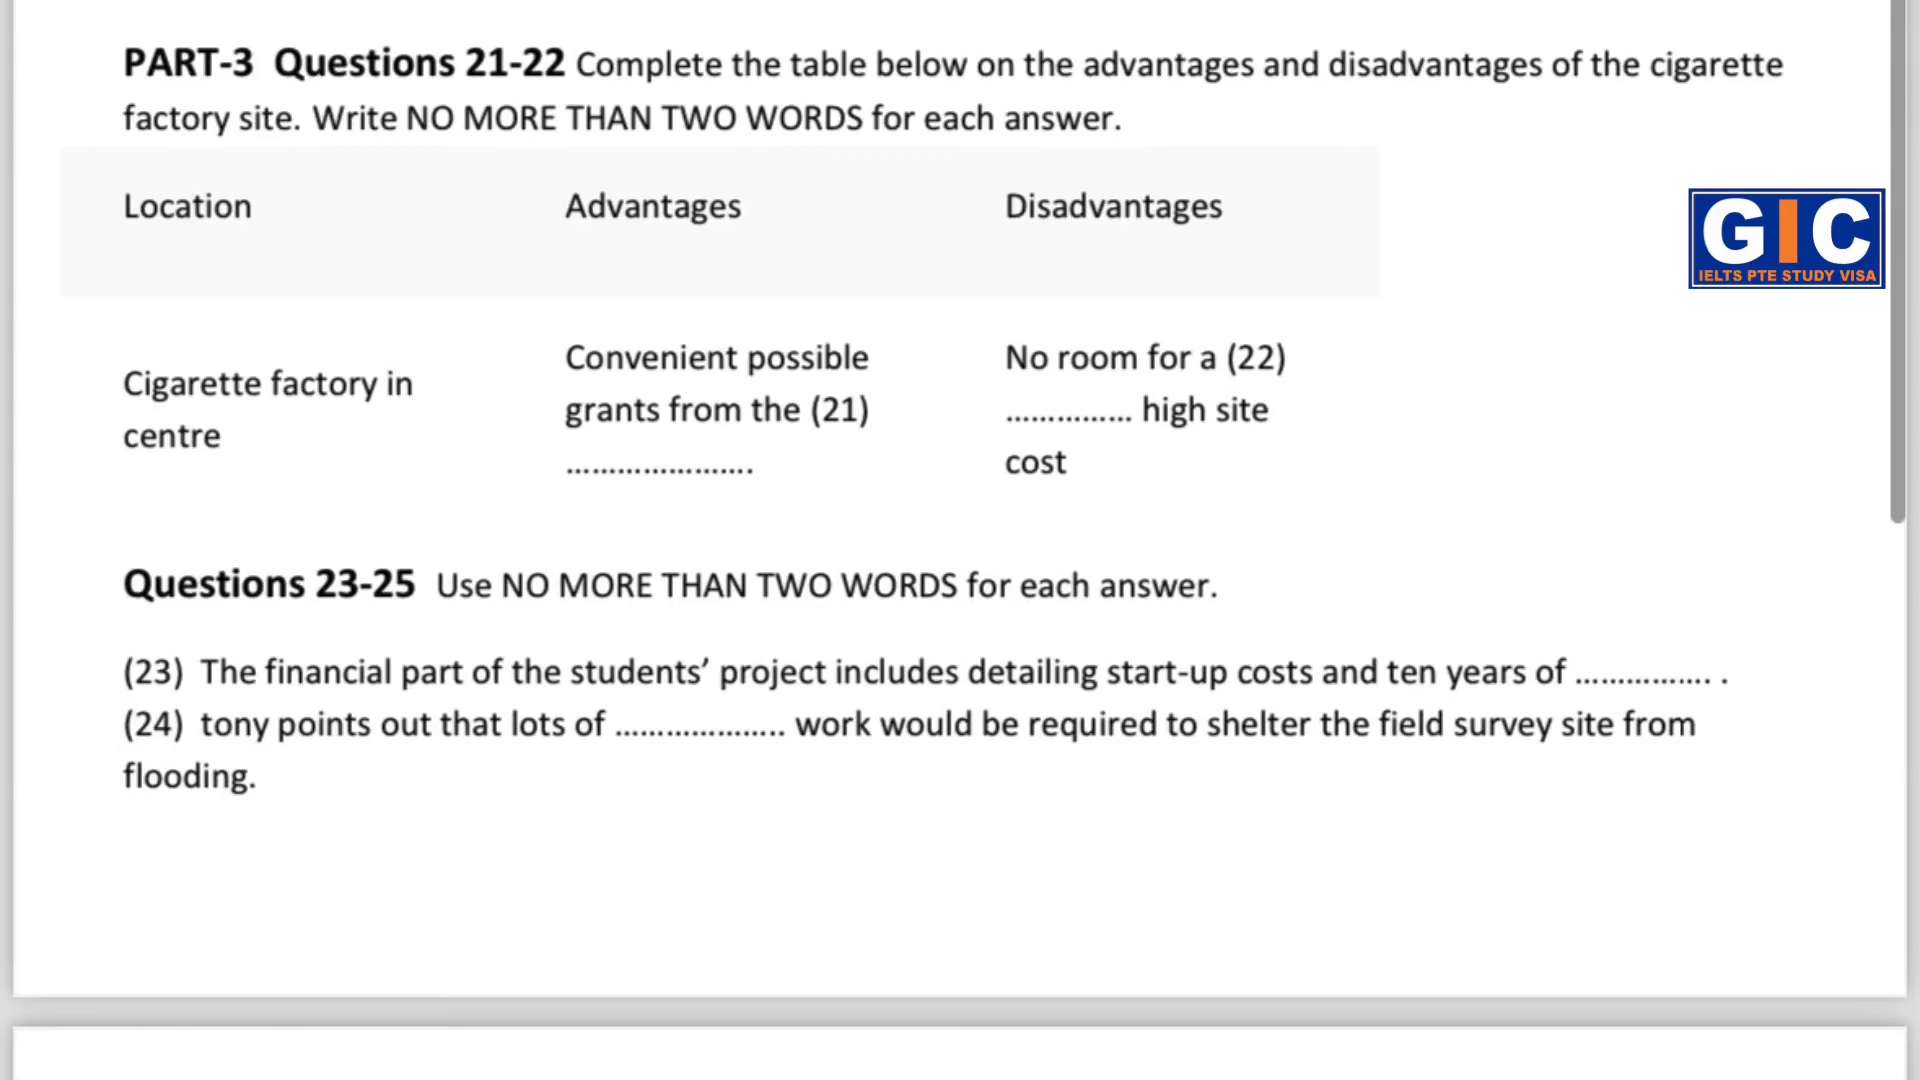 PART-3 Questions 21-22 Complete the table below on the advantages and disadvantages of the cigarette
factory site. Write NO MORE THAN TWO WORDS for each answer.
Location Advantages Disadvantages
GIC
IELTS PTE STUDY VISA
Cigarette factory in
centre
Convenient possible
grants from the (21)
......................
No room for a (22)
............... high site
cost
Questions 23-25 Use NO MORE THAN TWO WORDS for each answer.
(23) The financial part of the students’ project includes detailing start-up costs and ten years of ................ .
(24) tony points out that lots of .................... work would be required to shelter the field survey site from
flooding.